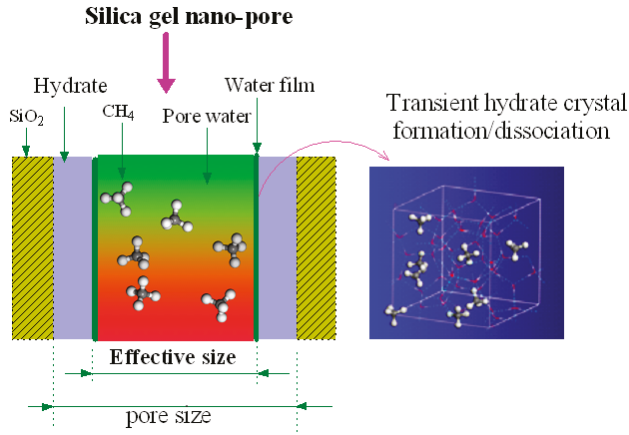 Silica gel nano-pore
Hydrate
Water film
SiO2
CH4
Pore water
Transient hydrate crystal
formation/dissociation
Effective size
pore size